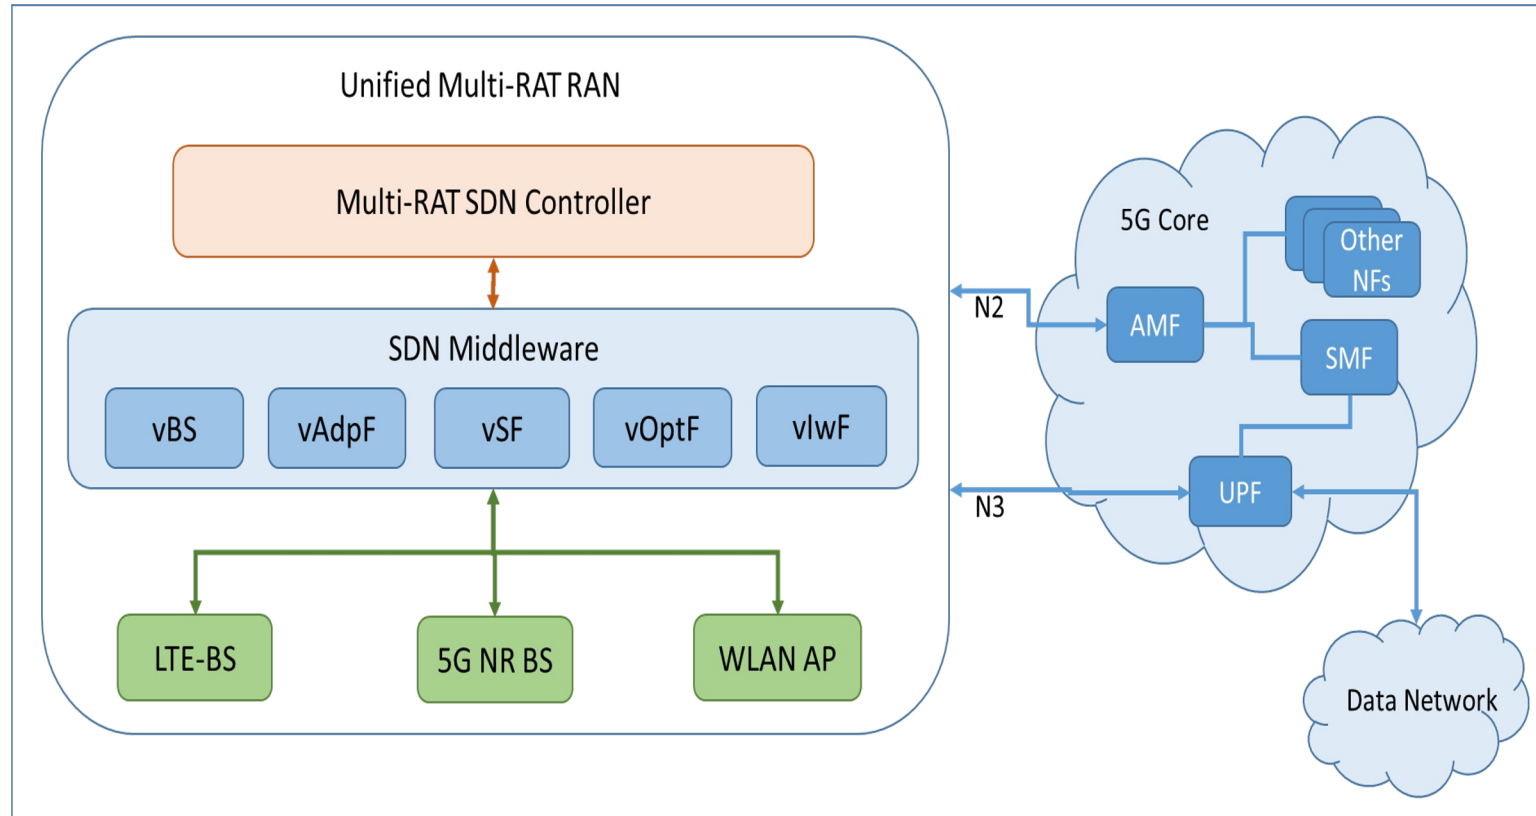 Unified Multi-RAT RAN
Multi-RAT SDN Controller
SDN Middleware
vBS
vAdpF
vSF
vOptF
vIwF
LTE-BS
5G NR BS
WLAN AP
N2
N3
5G Core
Other
NFs
AMF
SMF
UPF
Data Network